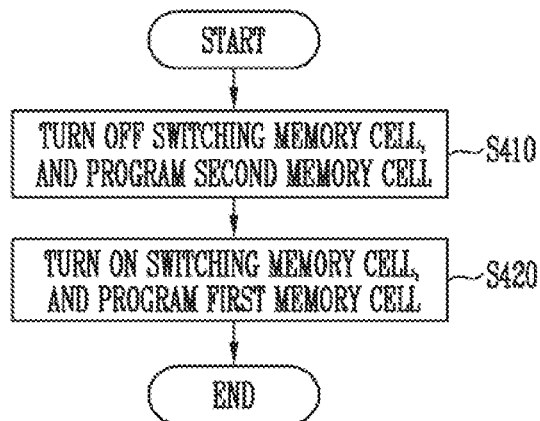 START
TURN OFF SWITCHING MEMORY CELL,
AND PROGRAM SECOND MEMORY CELL
S410
TURN ON SWITCHING MEMORY CELL,
AND PROGRAM FIRST MEMORY CELL
S420
END